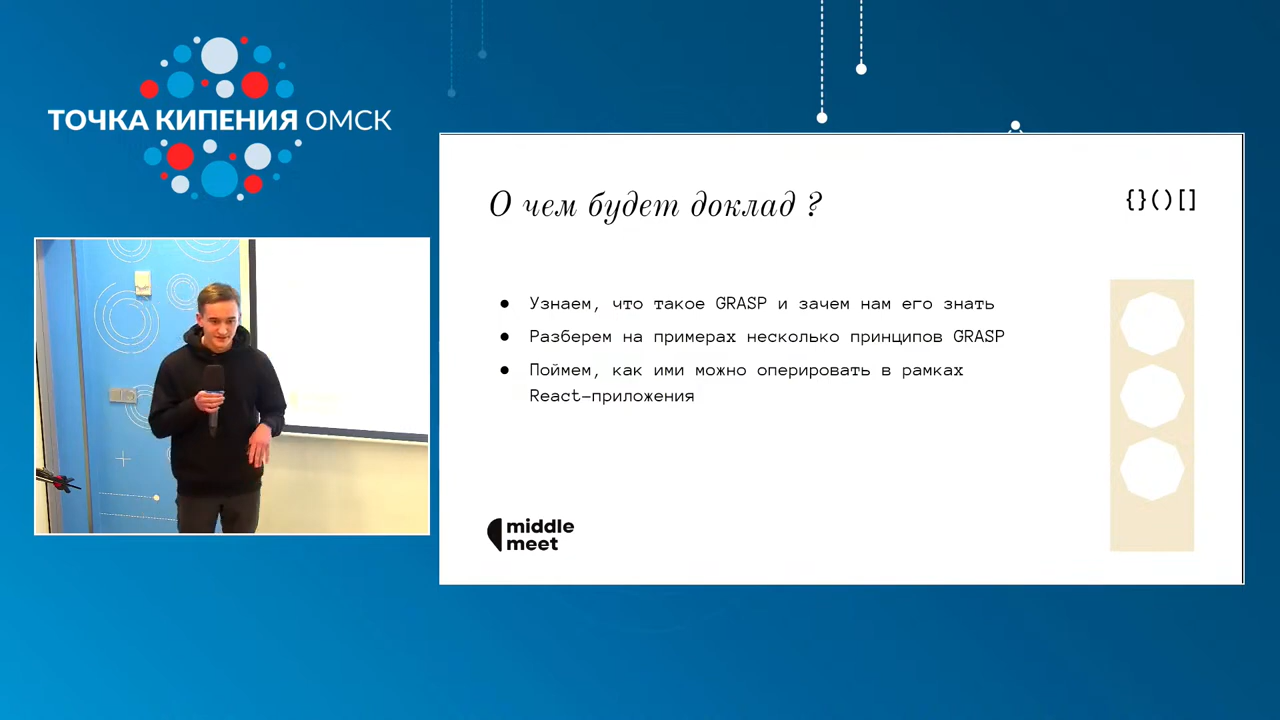 ТОЧКА КИПЕНИЯ ОМСК
О чем будет доклад ?
{}()[]
● Узнаем, что такое GRASP и зачем нам его знать
● Разберем на примерах несколько принципов GRASP
● Поймем, как ими можно оперировать в рамках
React-приложения
middle
meet